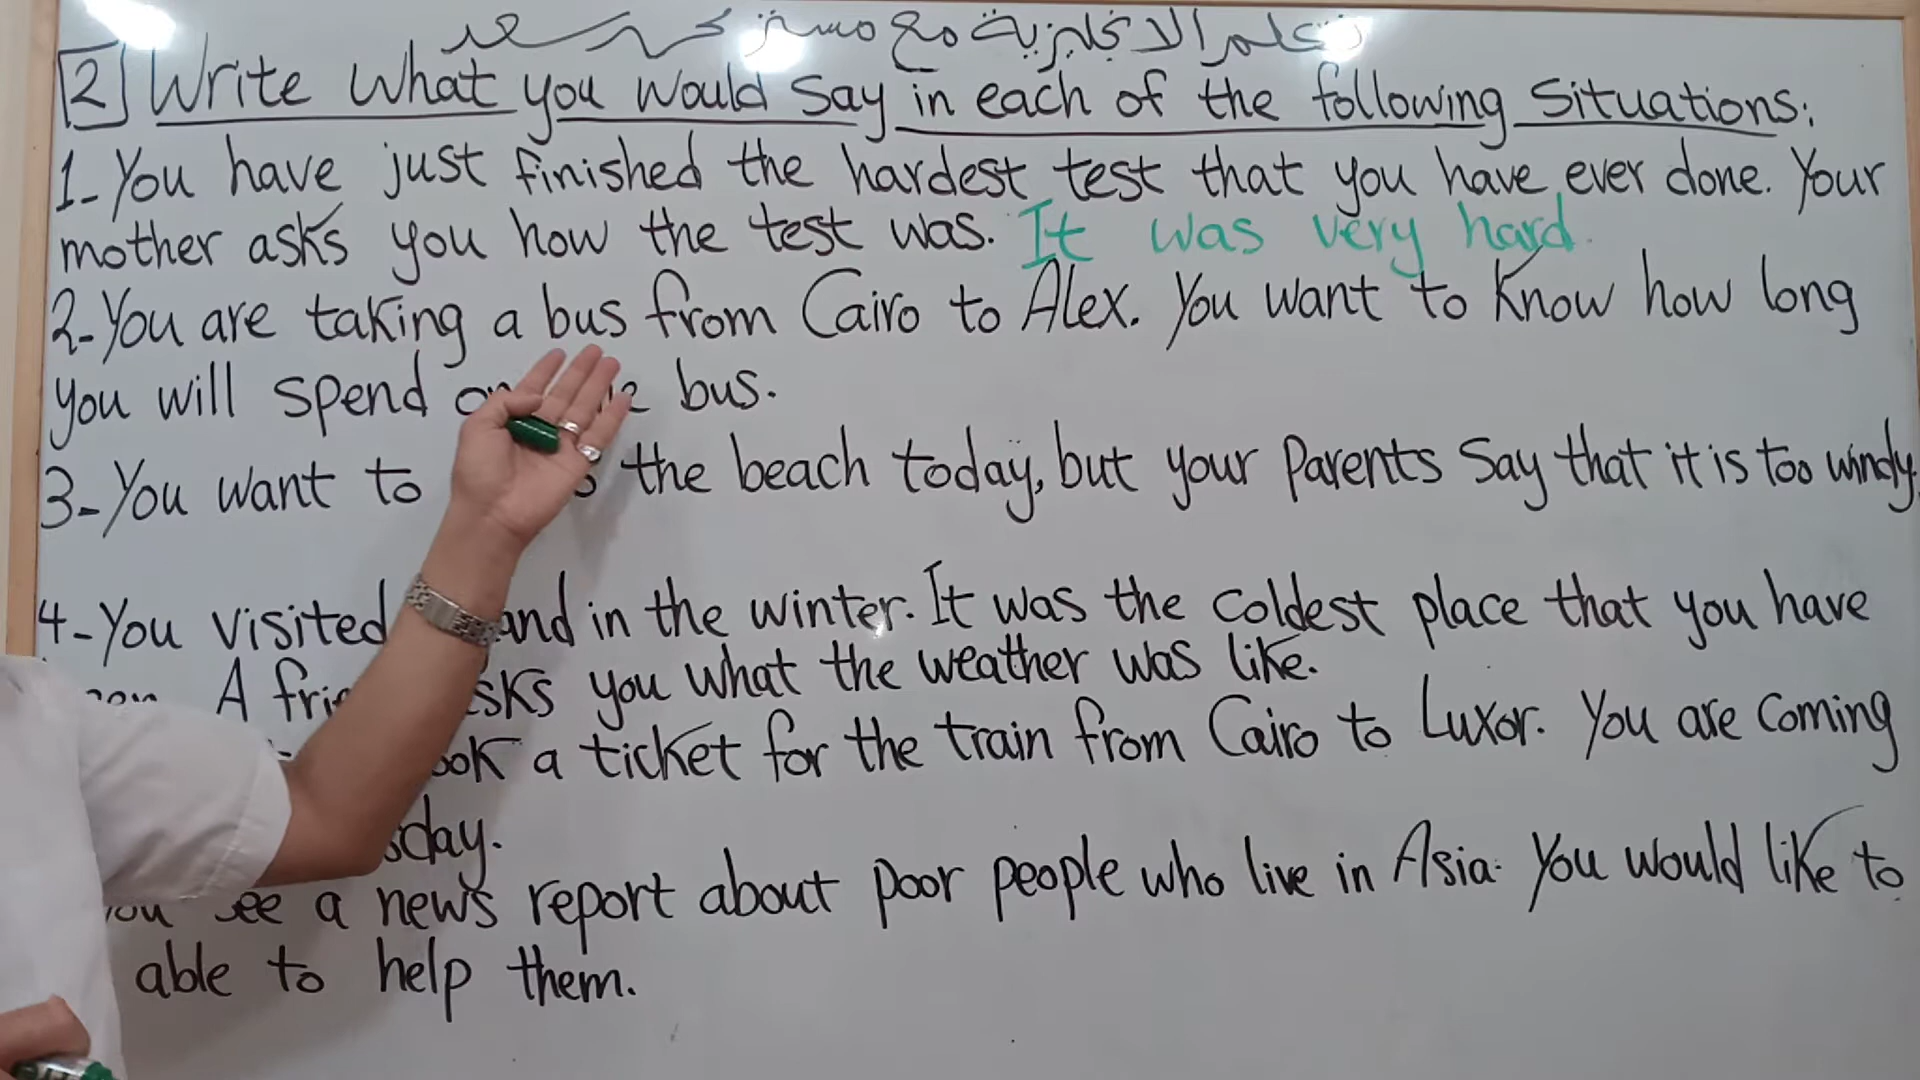 تعلم الانجليزية مع مستر محمد سعد
2 Write What you would say in each of the following situations:
1- You have just finished the hardest test that you have ever done. Your
mother asks you how the test was. It was very hard.
2- You are taking a bus from Cairo to Alex. You want to know how long
you will spend bus.
3- You want to the beach today, but your Parents say that it is too windy.
4- You visited in the winter. It was the coldest place that you have
A asks you what the weather was like.
a ticket for the train from Cairo to Luxor. You are coming
see a news report about poor people who live in Asia. You would like to
able to help them.